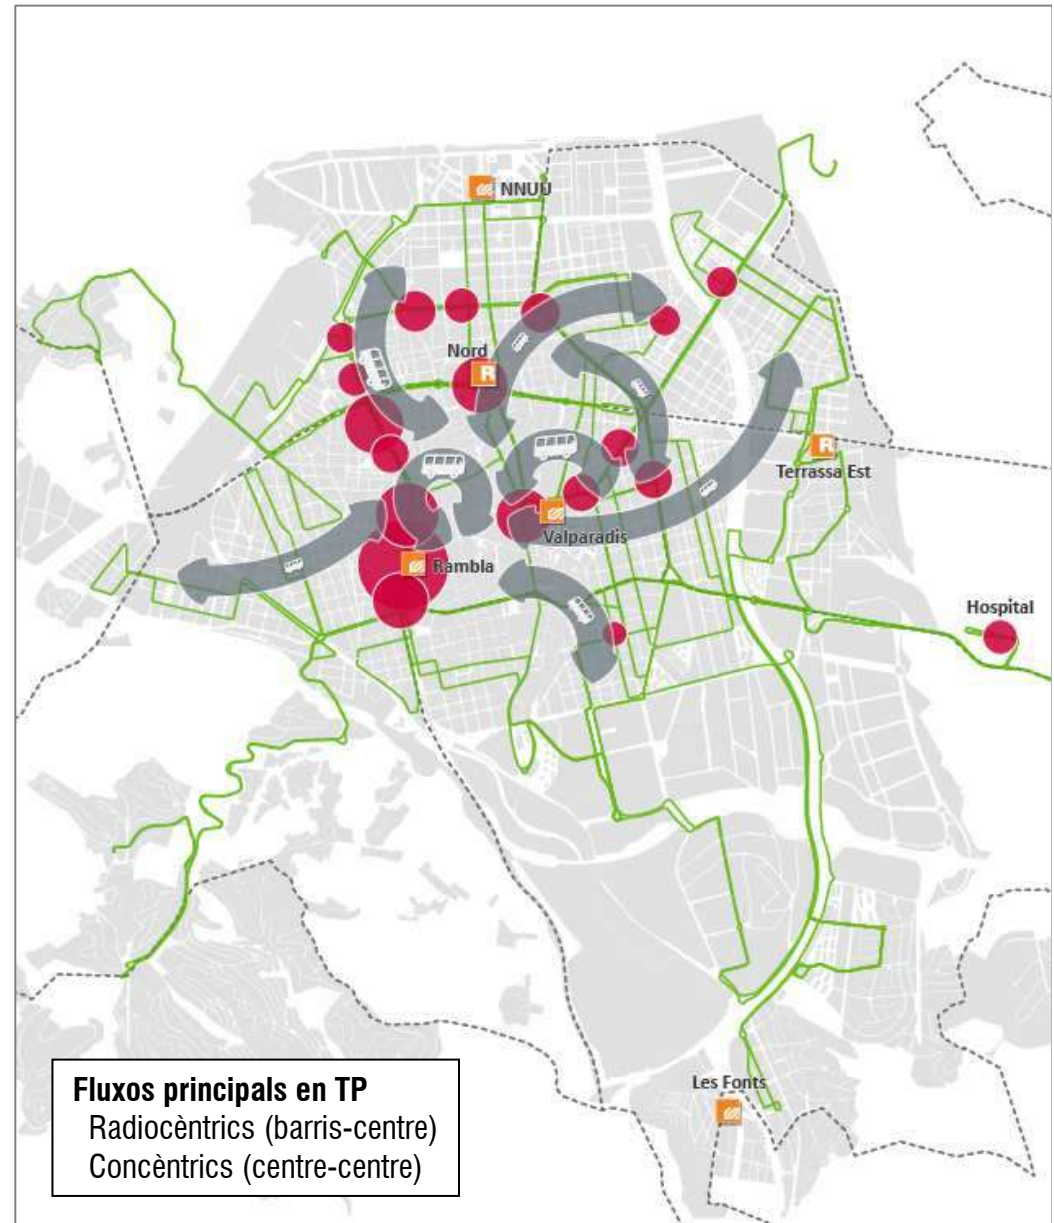 NNUU
Nord
R
R
Terrassa Est
Valparadis
Rambla
Hospital
Les Fonts
Fluxos principals en TP
Radiocèntrics (barris-centre)
Concèntrics (centre-centre)